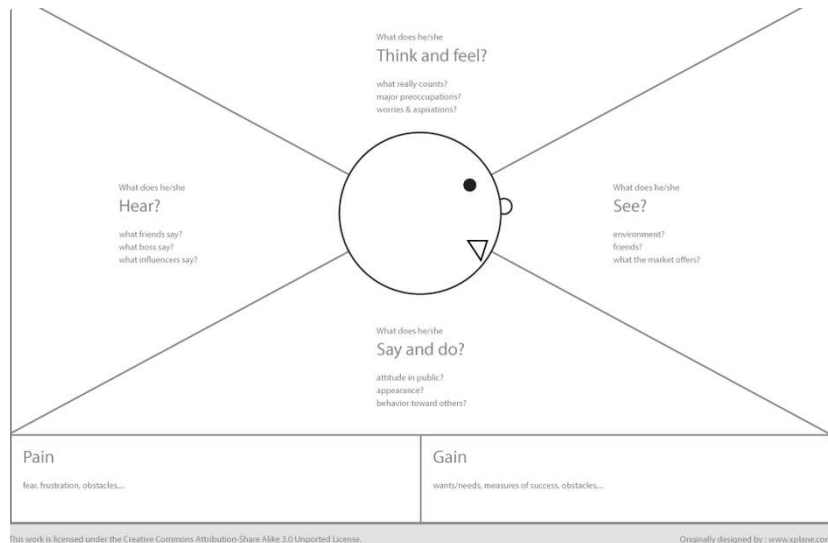 What does he/she
Think and feel?
what really counts?
major preoccupations?
worries & aspirations?
What does he/she
Hear?
what friends say?
what boss say?
what influencers say?
What does he/she
See?
environment?
friends?
what the market offers?
What does he/she
Say and do?
attitude in public?
appearance?
behavior toward others?
Pain
fear, frustration, obstacles,...
Gain
wants/needs, measures of success, obstacles,...
This work is licensed under the Creative Commons Attribution-Share Alike 3.0 Unported License.
Originally designed by : www.xplane.com